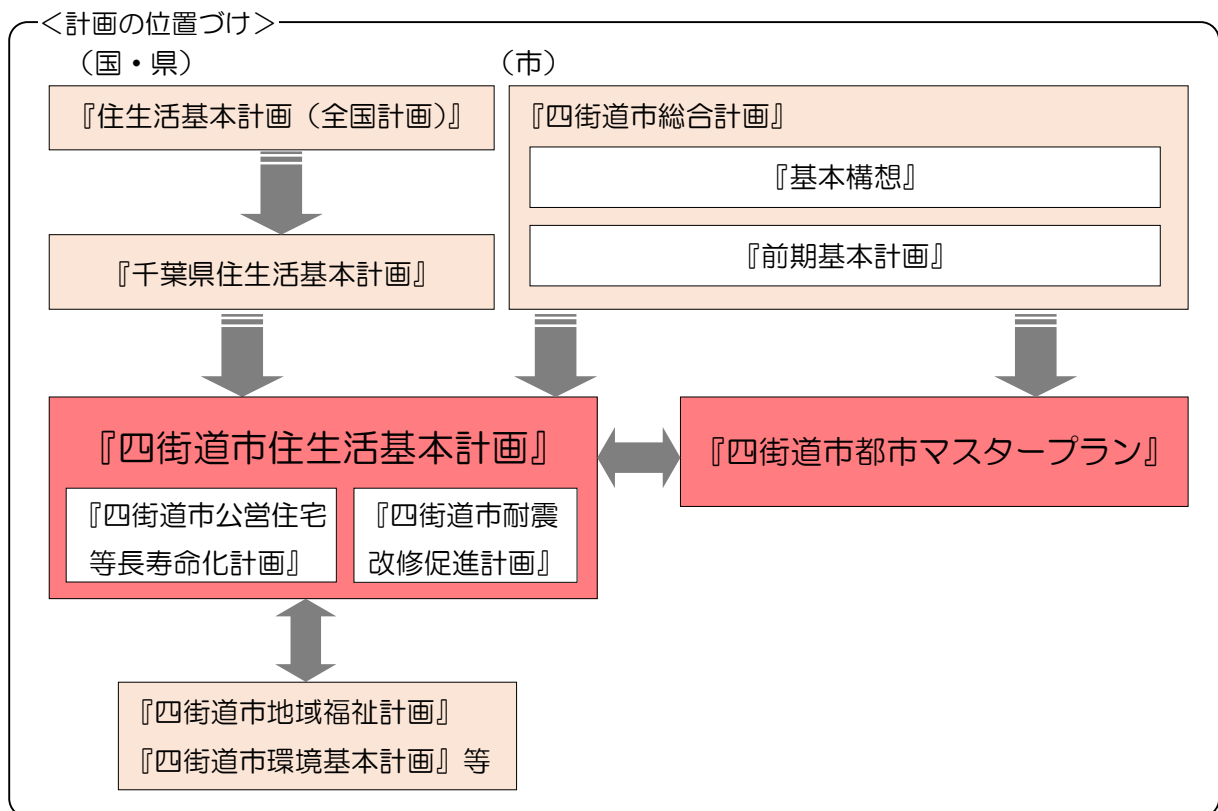 ＜計画の位置づけ＞
（国・県）
（市）
『住生活基本計画（全国計画）』
『四街道市総合計画』
『基本構想』
『前期基本計画』
『千葉県住生活基本計画』
『四街道市住生活基本計画』
『四街道市公営住宅
等長寿命化計画』
『四街道市耐震
改修促進計画』
『四街道市都市マスタープラン』
『四街道市地域福祉計画』
『四街道市環境基本計画』等